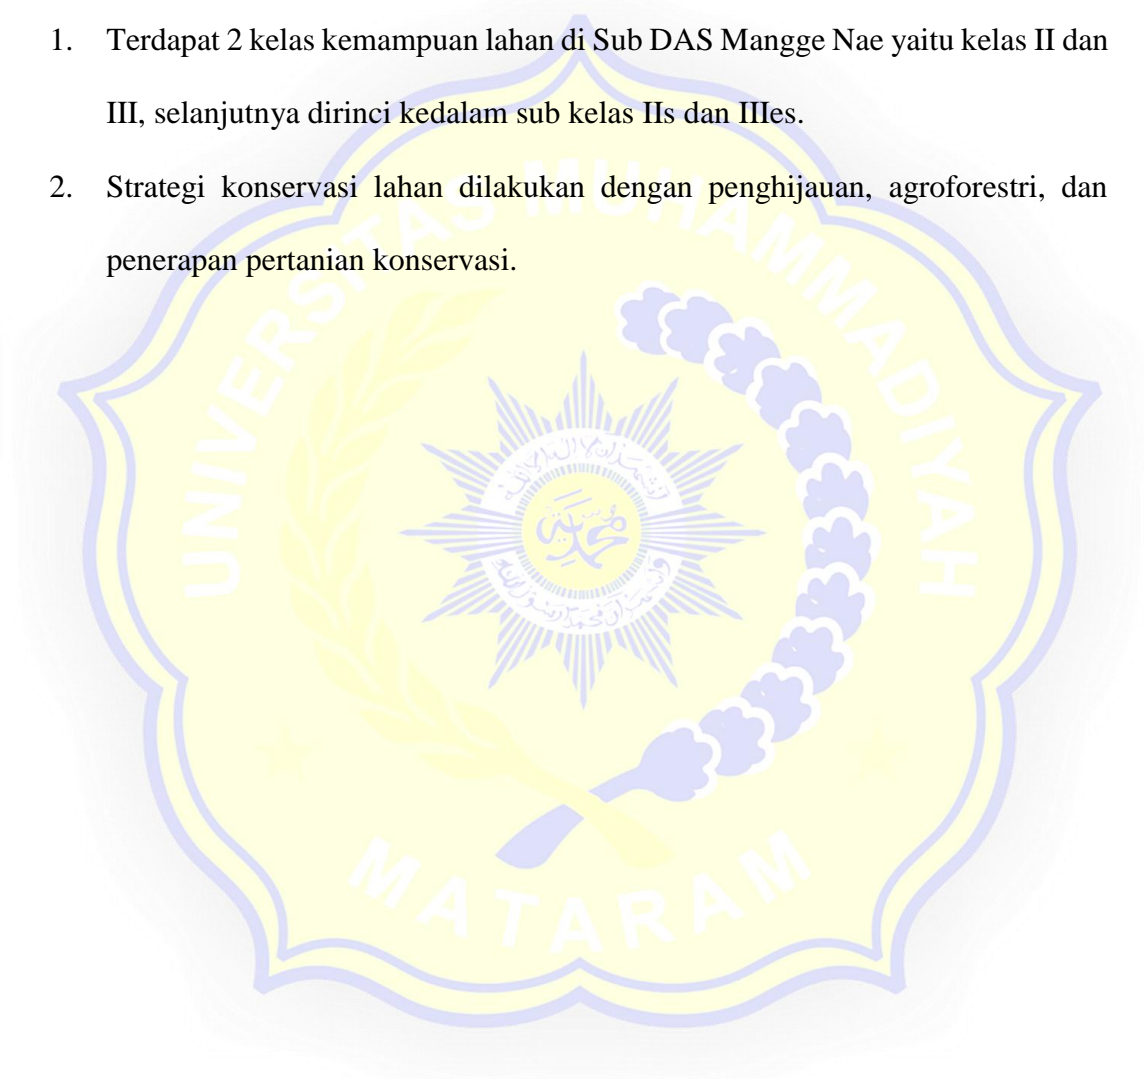 1. Terdapat 2 kelas kemampuan lahan di Sub DAS Mangge Nae yaitu kelas II dan
III, selanjutnya dirinci kedalam sub kelas IIs dan IIIes.
2. Strategi konservasi lahan dilakukan dengan penghijauan, agroforestri, dan
penerapan pertanian konservasi.
UNIVERSITAS MUHAMMADIYAH
MATARAM